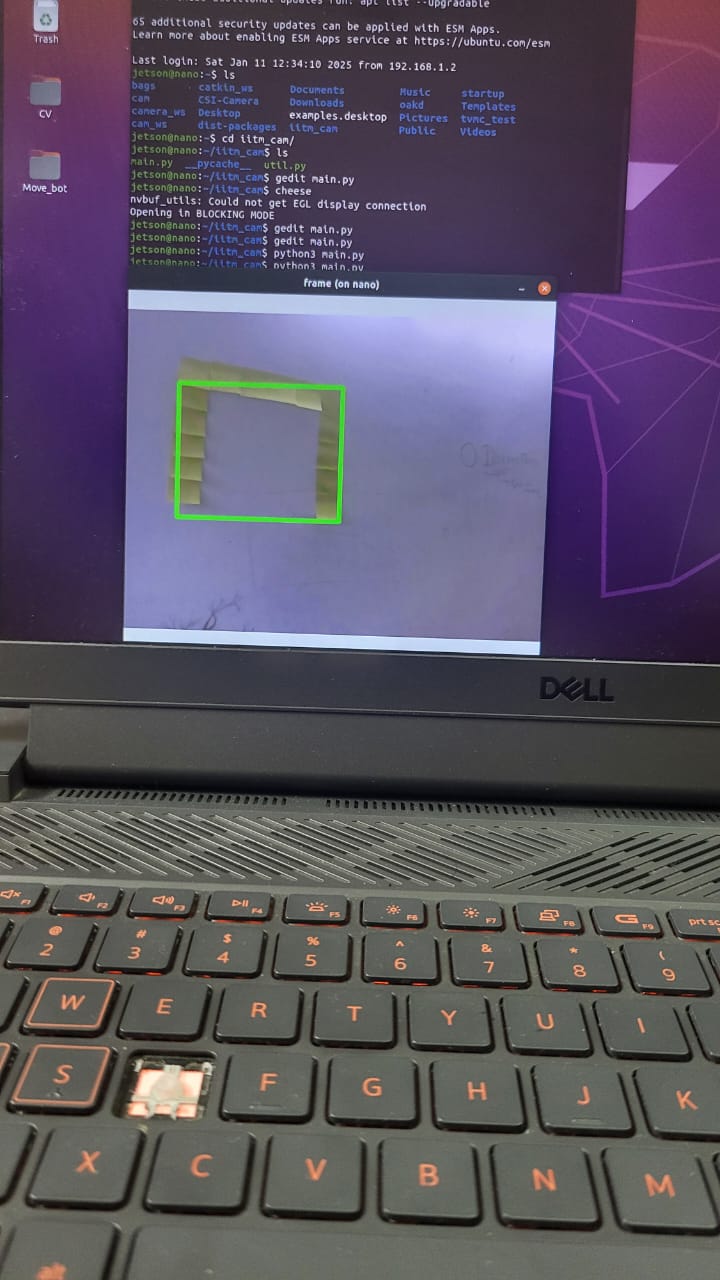 Trash
CV
Move_bot
65 additional security updates can be applied with ESM Apps.
Learn more about enabling ESM Apps service at https://ubuntu.com/esm
Last login: Sat Jan 11 12:34:10 2025 from 192.168.1.2
jetson@nano:~$ ls
bags catkin_ws Documents Music startup
cam CSI-Camera Downloads oakd Templates
camera_ws Desktop examples.desktop Pictures tvmc_test
cam_ws dist-packages iitm_cam Public Videos
jetson@nano:~$ cd iitm_cam/
jetson@nano:~/iitm_cam$ ls
main.py __pycache__ util.py
jetson@nano:~/iitm_cam$ gedit main.py
jetson@nano:~/iitm_cam$ cheese
nvbuf_utils: Could not get EGL display connection
Opening in BLOCKING MODE
jetson@nano:~/iitm_cam$ gedit main.py
jetson@nano:~/iitm_cam$ gedit main.py
jetson@nano:~/iitm_cam$ python3 main.py
jetson@nano:~/iitm_cam$ python3 main.py
frame (on nano)
DELL
F1 F2 F3 F4 F5 F6 F7 F8 G F9 prt sc
@ # $ % ^ & * (
2 3 4 5 6 7 8 9
W E R T Y U I
S F G H J K
X C V B N M
alt